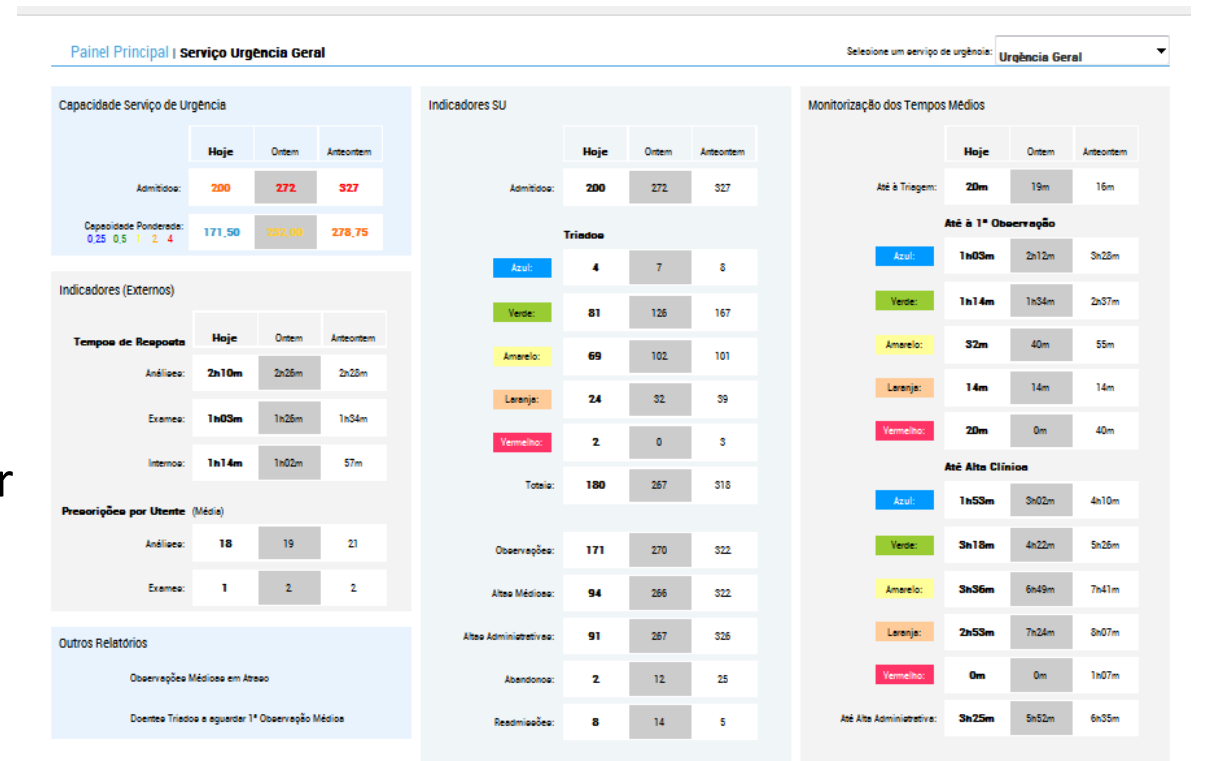 Painel Principal | Serviço Urgência Geral
Selecione um serviço de urgência: Urgência Geral
Capacidade Serviço de Urgência
Hoje Ontem Anteontem
Admitidos: 200 272 327
Capacidade Ponderada: 171,50 252,00 278,75
0,25 0,5 1 2 4
Indicadores (Externos)
Tempos de Resposta Hoje Ontem Anteontem
Análises: 2h10m 2h26m 2h28m
Exames: 1h03m 1h26m 1h34m
Internos: 1h14m 1h02m 57m
r
Prescrições por Utente (Média)
Análises: 18 19 21
Exames: 1 2 2
Outros Relatórios
Observações Médicas em Atraso
Doentes Triados a aguardar 1ª Observação Médica
Indicadores SU
Hoje Ontem Anteontem
Admitidos: 200 272 327
Triados
Azul: 4 7 8
Verde: 81 126 167
Amarelo: 69 102 101
Laranja: 24 32 39
Vermelho: 2 0 3
Totais: 180 267 318
Observações: 171 270 322
Altas Médicas: 94 266 322
Altas Administrativas: 91 267 326
Abandonos: 2 12 25
Readmissões: 8 14 5
Monitorização dos Tempos Médios
Hoje Ontem Anteontem
Até à Triagem: 20m 19m 16m
Até à 1ª Observação
Azul: 1h03m 2h12m 3h28m
Verde: 1h14m 1h34m 2h37m
Amarelo: 32m 40m 55m
Laranja: 14m 14m 14m
Vermelho: 20m 0m 40m
Até Alta Clínica
Azul: 1h53m 3h02m 4h10m
Verde: 3h18m 4h22m 5h26m
Amarelo: 3h36m 6h49m 7h41m
Laranja: 2h53m 7h24m 8h07m
Vermelho: 0m 0m 1h07m
Até Alta Administrativa: 3h25m 5h52m 6h35m